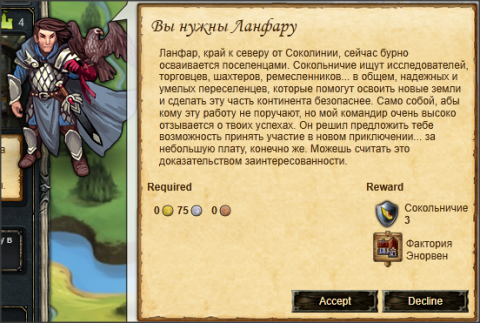 4
Вы нужны Ланфару
Ланфар, край к северу от Соколинии, сейчас бурно
осваивается поселенцами. Сокольничие ищут исследователей,
торговцев, шахтеров, ремесленников... в общем, надежных и
умелых переселенцев, которые помогут освоить новые земли
и сделать эту часть континента безопаснее. Само собой, абы
кому эту работу не поручают, но мой командир очень высоко
отзывается о твоих успехах. Он решил предложить тебе
возможность принять участие в новом приключении... за
небольшую плату, конечно же. Можешь считать это
доказательством заинтересованности.
Required
Reward
0 75 0
Сокольничие
3
Фактория
Энорвен
у в
Accept
Decline